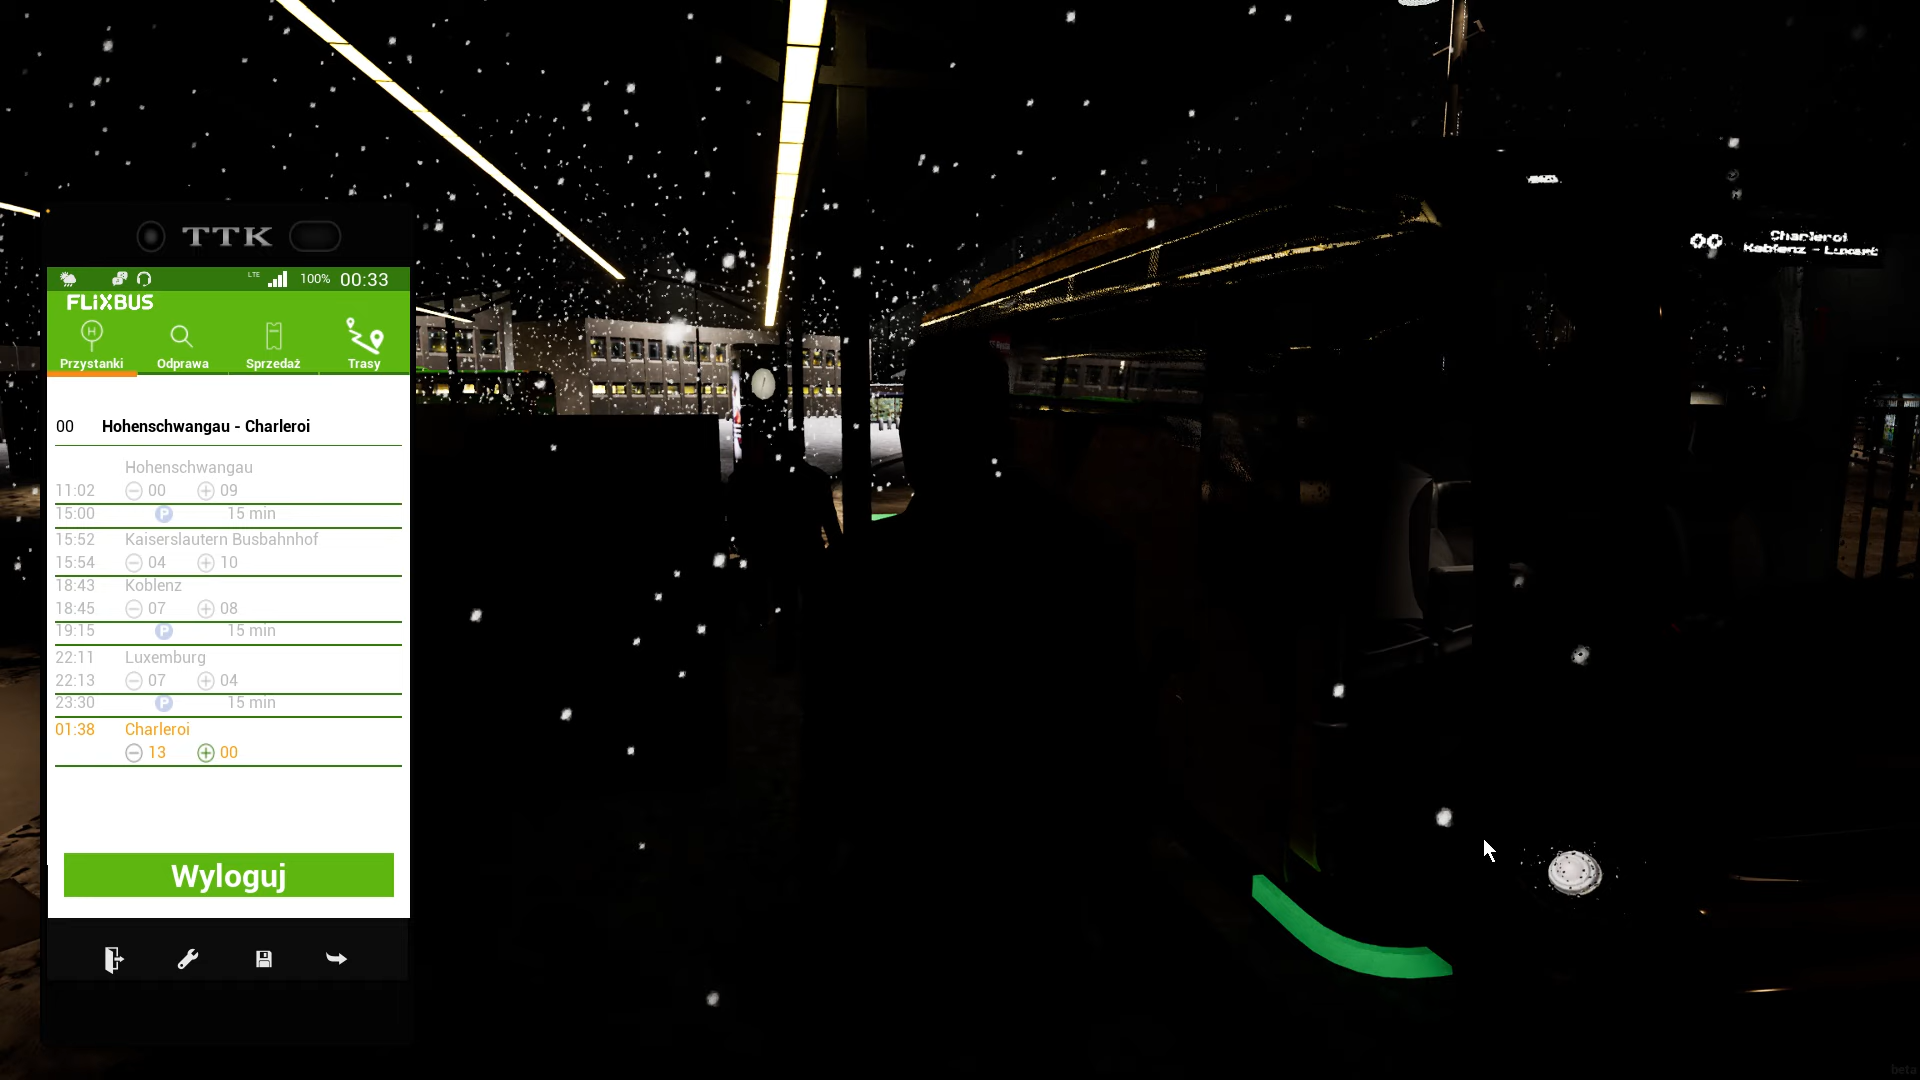 TTK
LTE 100% 00:33
FLiXBUS
H
Przystanki Odprawa Sprzedaż Trasy
00 Hohenschwangau - Charleroi
Hohenschwangau
11:02 00 09
15:00 P 15 min
15:52 Kaiserslautern Busbahnhof
15:54 04 10
18:43 Koblenz
18:45 07 08
19:15 P 15 min
22:11 Luxemburg
22:13 07 04
23:30 P 15 min
01:38 Charleroi
13 00
Wyloguj
00 Charleroi
Koblenz -
beta